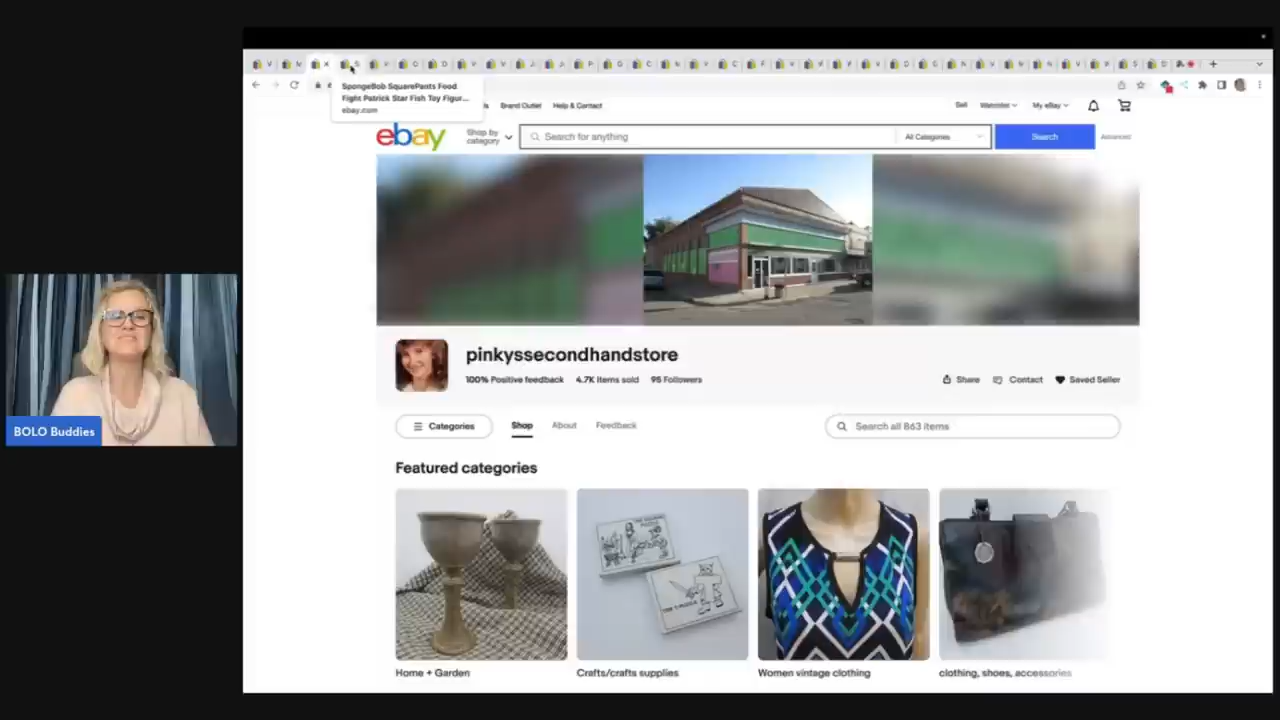 SpongeBob SquarePants Food
Fight Patrick Star Fish Toy Figur...
ebay.com
Brand Outlet
Help & Contact
Sell
Watchlist
My eBay
ebay
Shop by
category
Search for anything
All Categories
Search
Advanced
pinkyssecondhandstore
100% Positive feedback
4.7K items sold
95 Followers
Share
Contact
Saved Seller
Categories
Shop
About
Feedback
Search all 863 items
Featured categories
Home + Garden
Crafts/crafts supplies
Women vintage clothing
clothing, shoes, accessories
BOLO Buddies